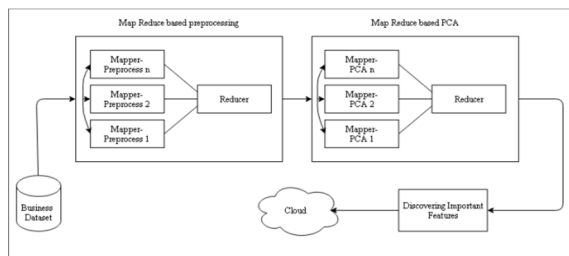 Map Reduce based preprocessing
Map Reduce based PCA
Mapper-
Preprocess n
Mapper-
Preprocess 2
Mapper-
Preprocess 1
Reducer
Mapper-
PCA n
Mapper-
PCA 2
Mapper-
PCA 1
Reducer
Business
Dataset
Cloud
Discovering Important
Features